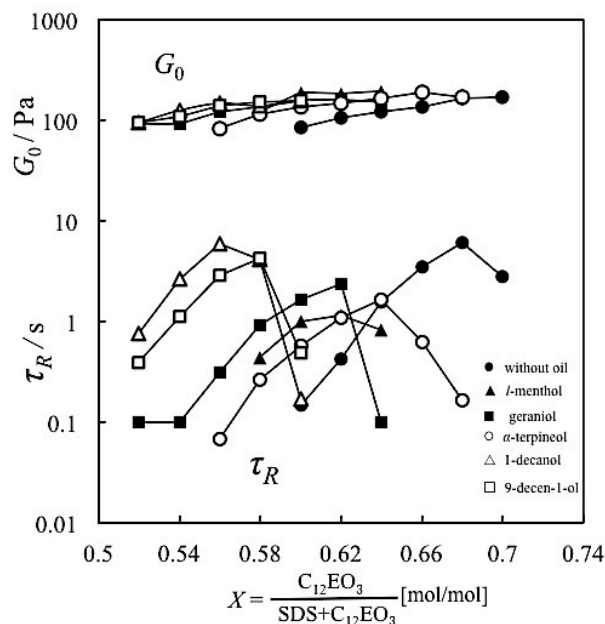 1000
G₀
100
G₀ / Pa
10
1
τ_R / s
0.1
τ_R
0.01
without oil
l-menthol
geraniol
α-terpineol
1-decanol
9-decen-1-ol
0.5 0.54 0.58 0.62 0.66 0.7 0.74
X = C₁₂EO₃ / SDS+C₁₂EO₃ [mol/mol]